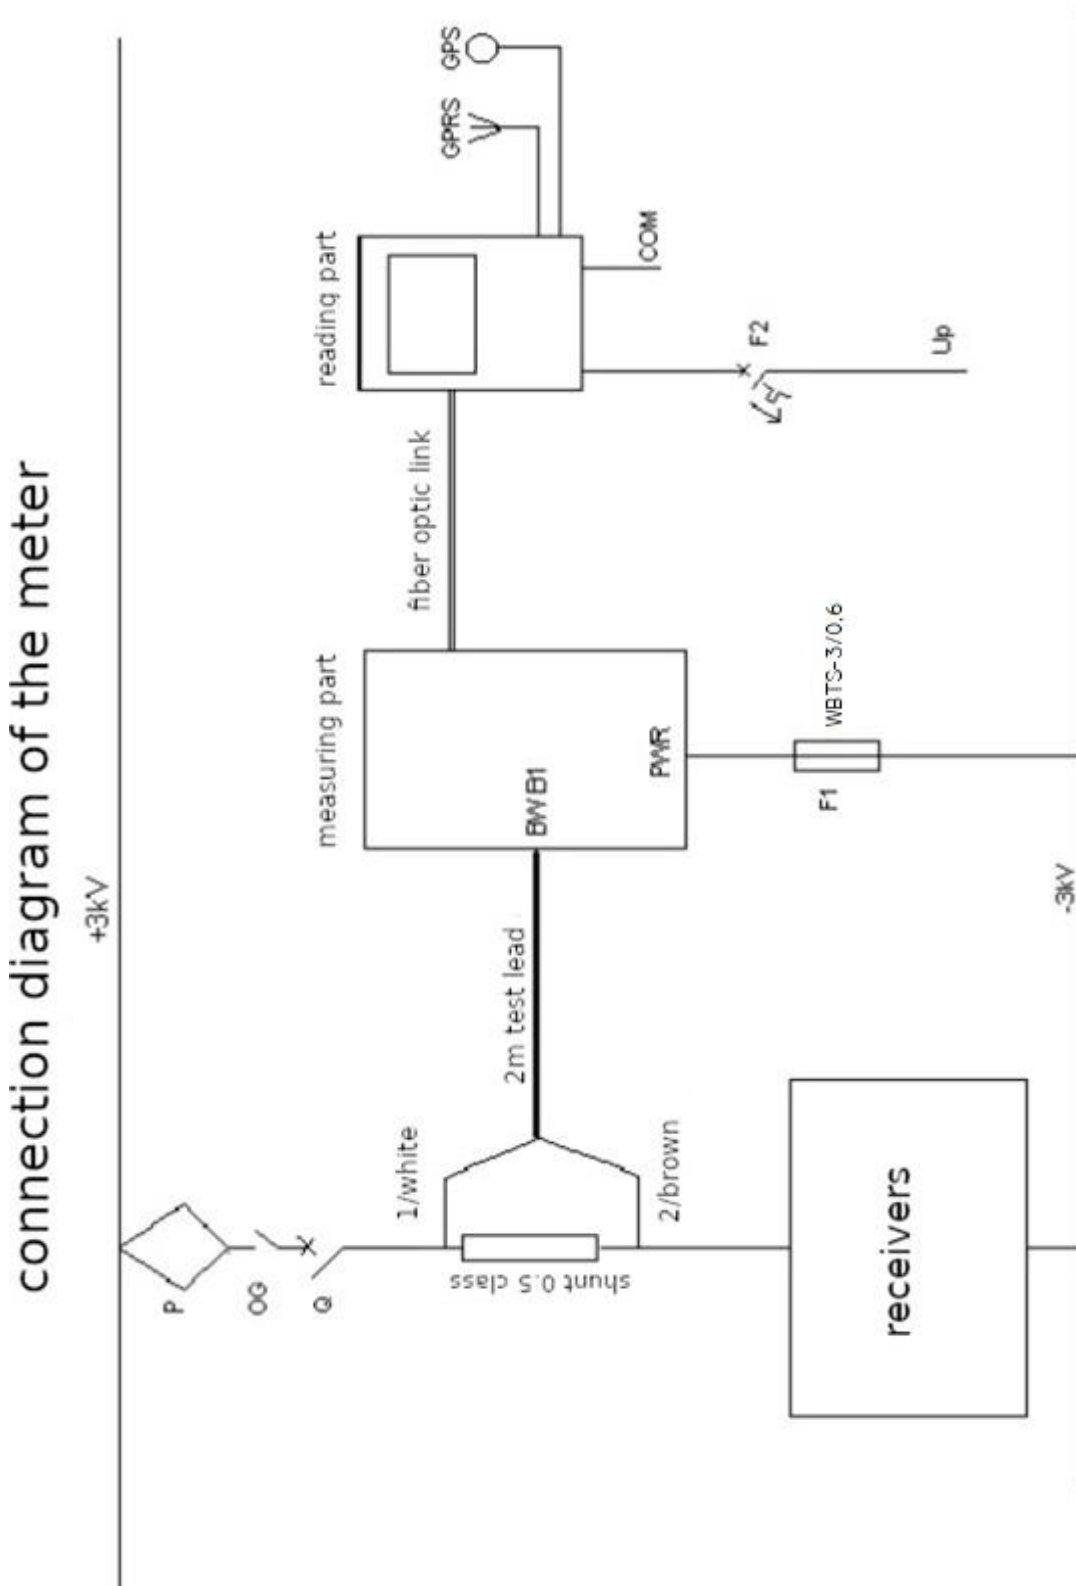 connection diagram of the meter
+3kV
P
OG
Q
1/white
shunt 0.5 class
2/brown
2m test lead
measuring part
BWB1
PWR
fiber optic link
reading part
GPRS
GPS
COM
F2
Up
F1
WBTS-3/0.6
receivers
-3kV